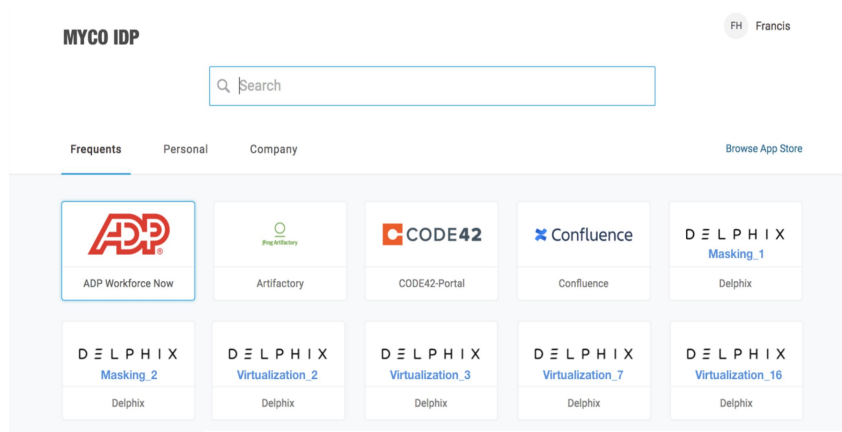 MYCO IDP
FH Francis
Search
Frequents Personal Company Browse App Store
ADP
ADP Workforce Now
JFrog Artifactory
Artifactory
CODE42
CODE42-Portal
Confluence
Confluence
DELPHIX
Masking_1
Delphix
DELPHIX
Masking_2
Delphix
DELPHIX
Virtualization_2
Delphix
DELPHIX
Virtualization_3
Delphix
DELPHIX
Virtualization_7
Delphix
DELPHIX
Virtualization_16
Delphix